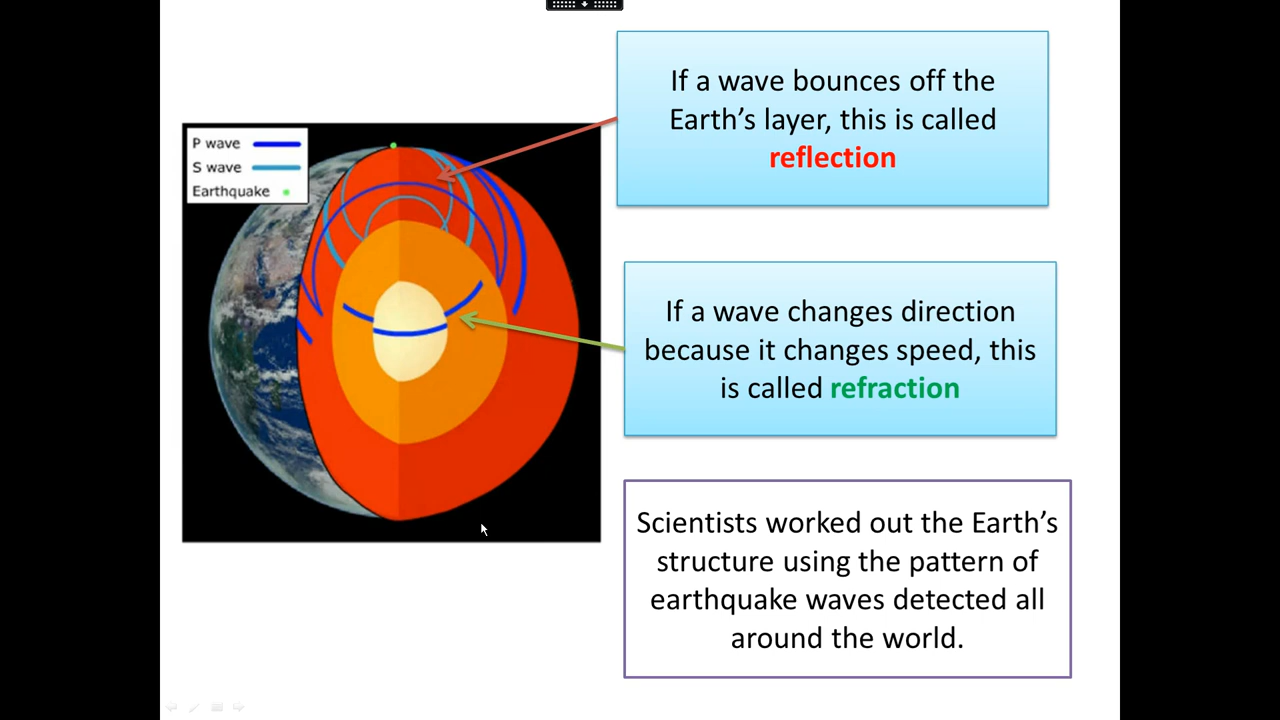 P wave
S wave
Earthquake
If a wave bounces off the
Earth's layer, this is called
reflection
If a wave changes direction
because it changes speed, this
is called refraction
Scientists worked out the Earth's
structure using the pattern of
earthquake waves detected all
around the world.